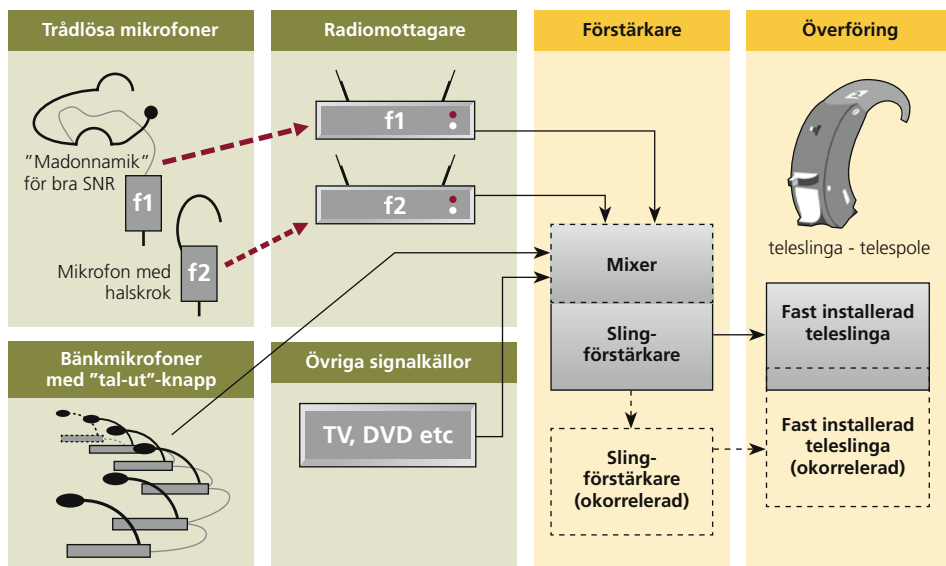 Trådlösa mikrofoner
"Madonnamik"
för bra SNR
f1
Mikrofon med
halskrok
f2
Radiomottagare
f1
f2
Förstärkare
Mixer
Sling-
förstärkare
Sling-
förstärkare
(okorrelerad)
Överföring
teleslinga - telespole
Fast installerad
teleslinga
Fast installerad
teleslinga
(okorrelerad)
Bänkmikrofoner
med "tal-ut"-knapp
Övriga signalkällor
TV, DVD etc